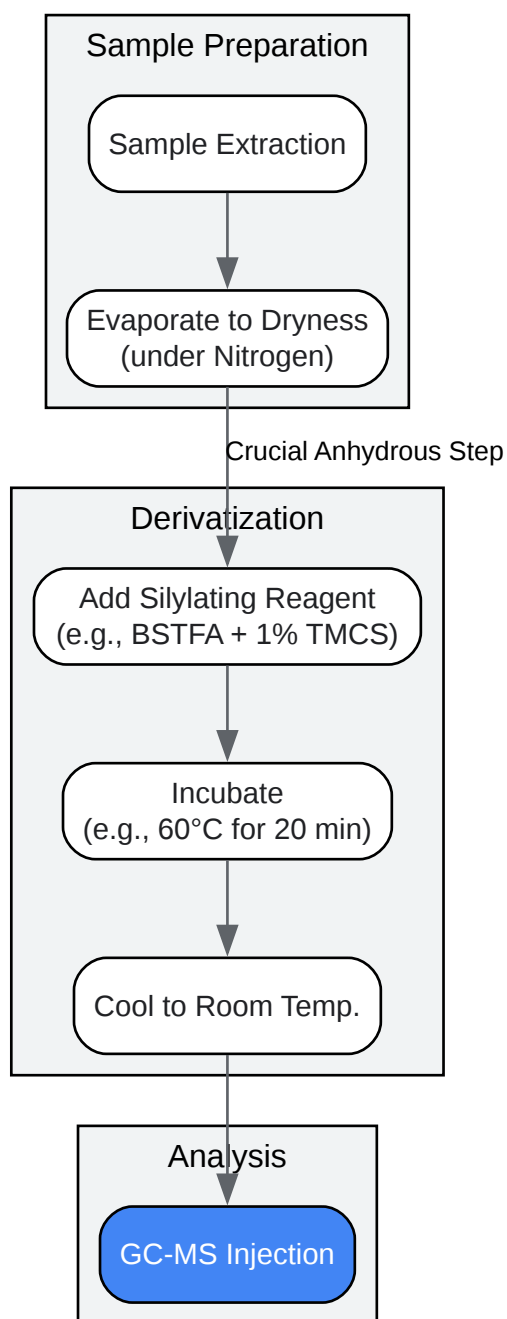 Sample Preparation
Sample Extraction
Evaporate to Dryness
(under Nitrogen)
Crucial Anhydrous Step
Derivatization
Add Silylating Reagent
(e.g., BSTFA + 1% TMCS)
Incubate
(e.g., 60°C for 20 min)
Cool to Room Temp.
Analysis
GC-MS Injection